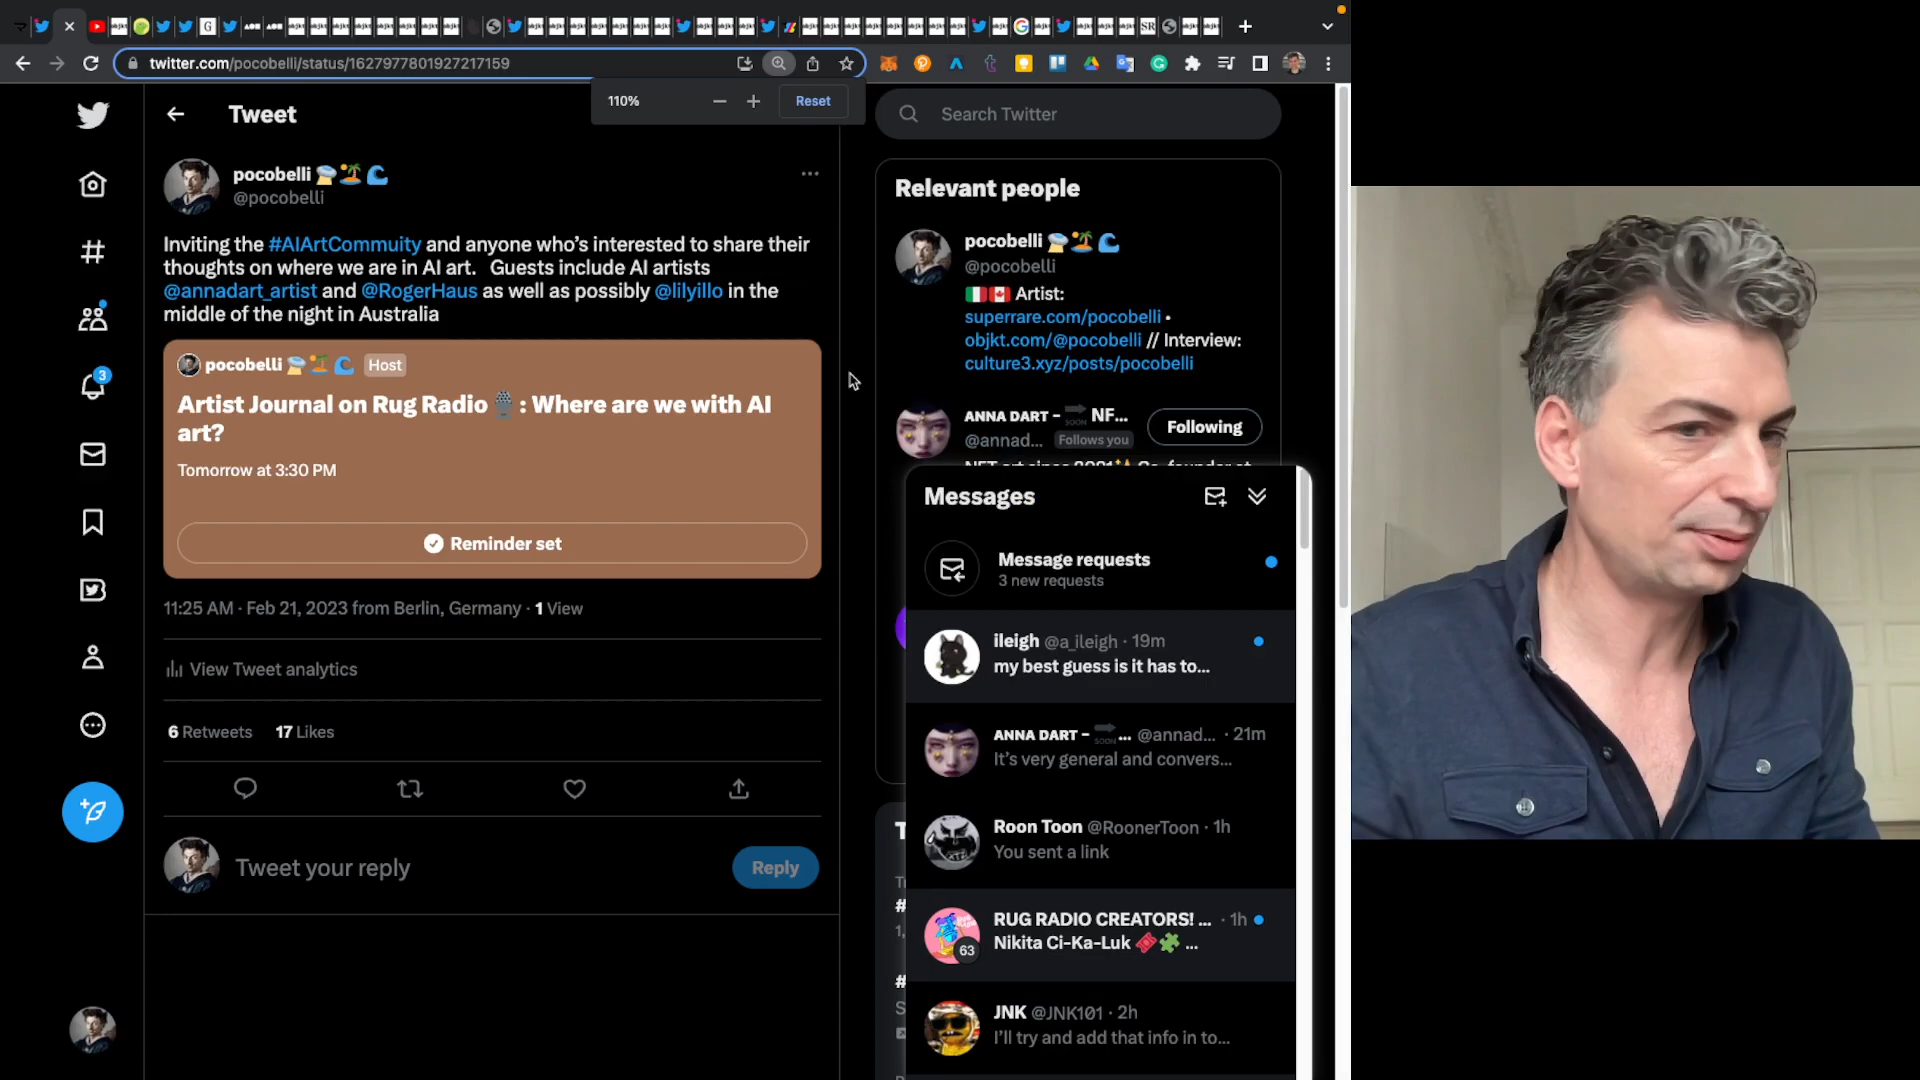 twitter.com/pocobelli/status/1627977801927217159
110%
Reset
Tweet
Search Twitter
pocobelli
@pocobelli
Inviting the #AIArtCommuity and anyone who's interested to share their
thoughts on where we are in AI art. Guests include AI artists
@annadart_artist and @RogerHaus as well as possibly @lilyillo in the
middle of the night in Australia
pocobelli Host
Artist Journal on Rug Radio 🎙️: Where are we with AI
art?
Tomorrow at 3:30 PM
Reminder set
11:25 AM · Feb 21, 2023 from Berlin, Germany · 1 View
View Tweet analytics
6 Retweets 17 Likes
Tweet your reply
Reply
3
Relevant people
pocobelli
@pocobelli
🇮🇹🇨🇦 Artist:
superrare.com/pocobelli •
objkt.com/@pocobelli // Interview:
culture3.xyz/posts/pocobelli
ANNA DART - SOON NF...
@annad... Follows you
Following
Messages
Message requests
3 new requests
ileigh @a_ileigh · 19m
my best guess is it has to...
ANNA DART - SOON ... @annad... · 21m
It's very general and convers...
Roon Toon @RoonerToon · 1h
You sent a link
RUG RADIO CREATORS! ... · 1h
Nikita Ci-Ka-Luk 🎟️🧩 ...
63
JNK @JNK101 · 2h
I'll try and add that info in to...